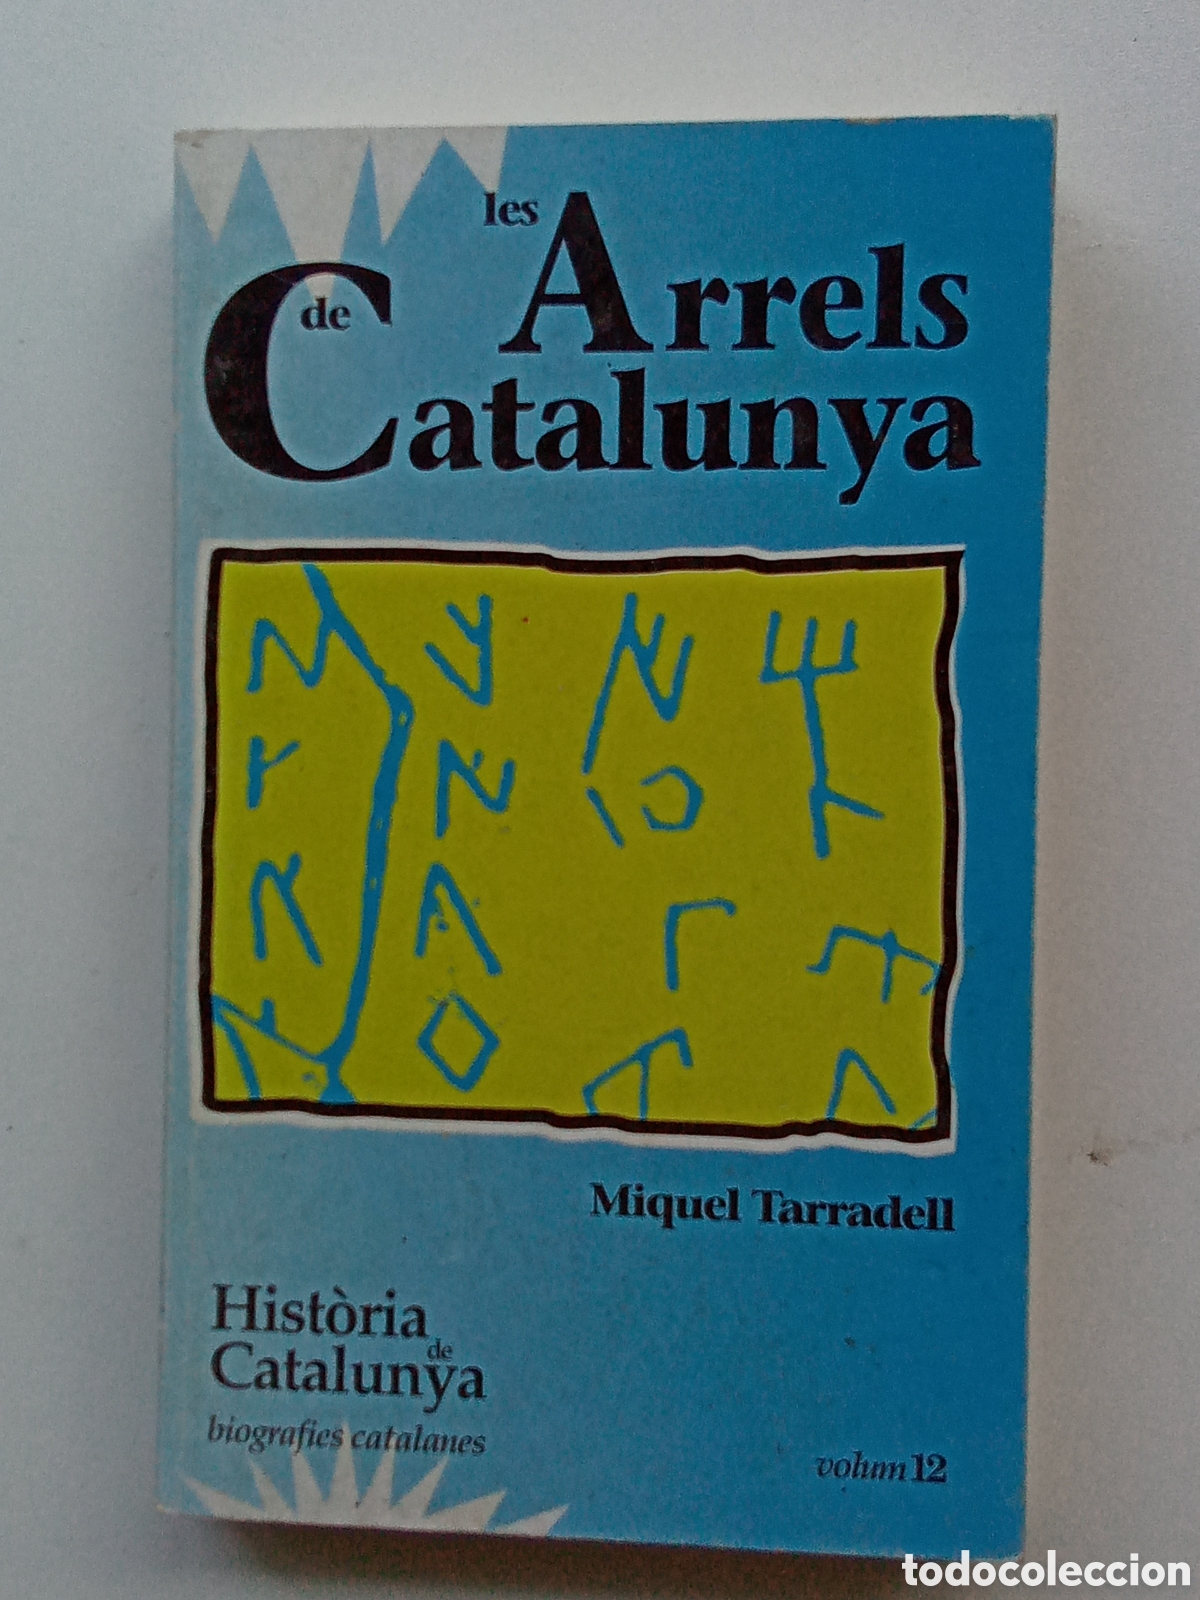 les Arrels
de Catalunya
Miquel Tarradell
Història
de
Catalunya
biografies catalanes
volum 12
todocoleccion